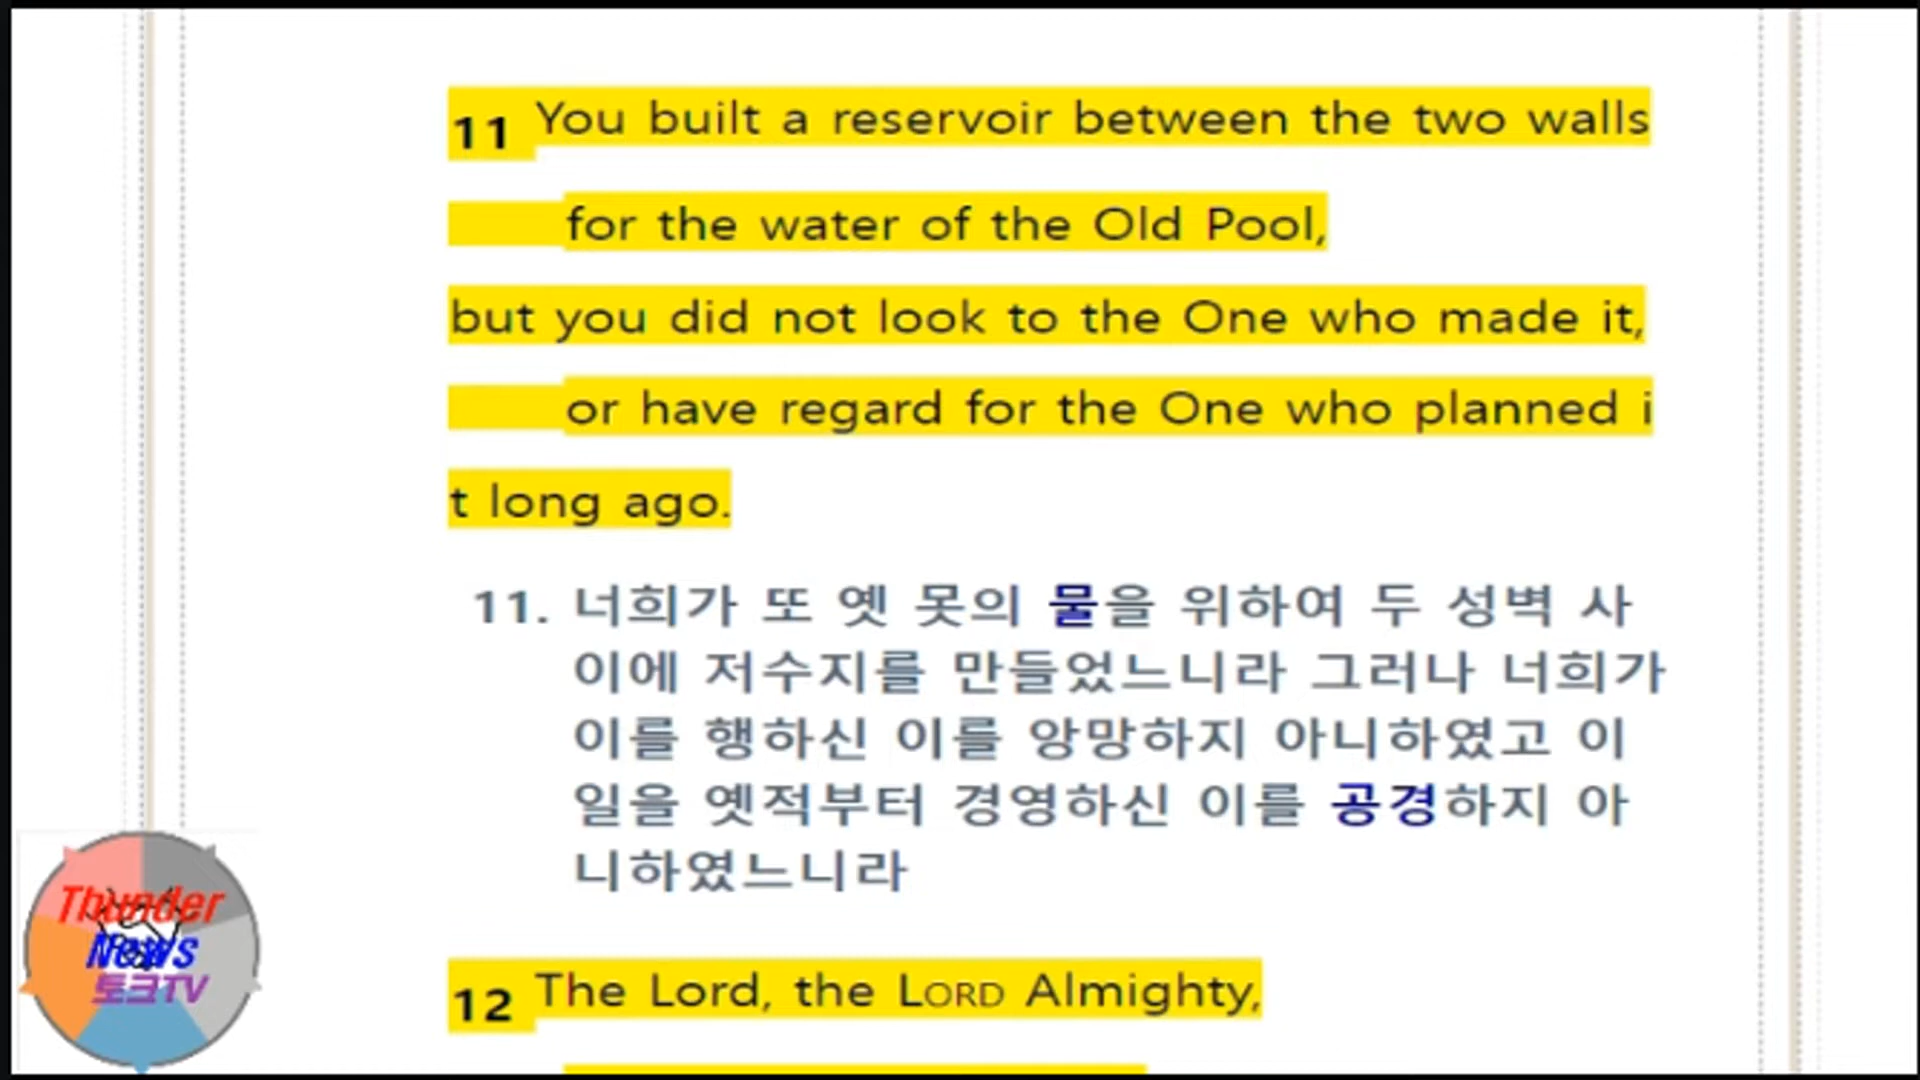 11 You built a reservoir between the two walls
for the water of the Old Pool,
but you did not look to the One who made it,
or have regard for the One who planned i
t long ago.
11. 너희가 또 옛 못의 물을 위하여 두 성벽 사
이에 저수지를 만들었느니라 그러나 너희가
이를 행하신 이를 앙망하지 아니하였고 이
일을 옛적부터 경영하신 이를 공경하지 아
니하였느니라
12 The Lord, the LORD Almighty,
Thunder
News
토크TV